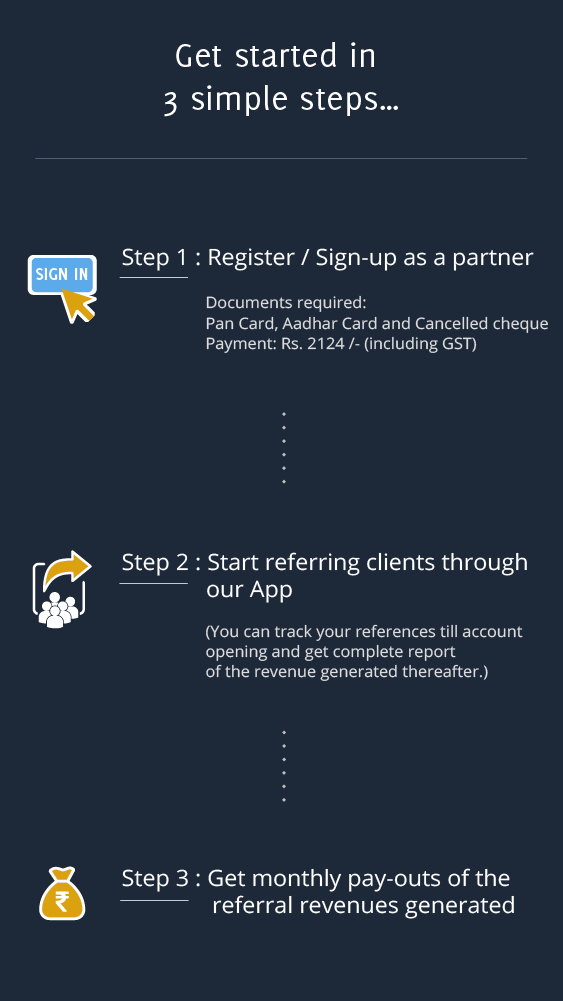 Get started in
3 simple steps...
SIGN IN
Step 1 : Register / Sign-up as a partner
Documents required:
Pan Card, Aadhar Card and Cancelled cheque
Payment: Rs. 2124 /- (including GST)
Step 2 : Start referring clients through
our App
(You can track your references till account
opening and get complete report
of the revenue generated thereafter.)
₹
Step 3 : Get monthly pay-outs of the
referral revenues generated